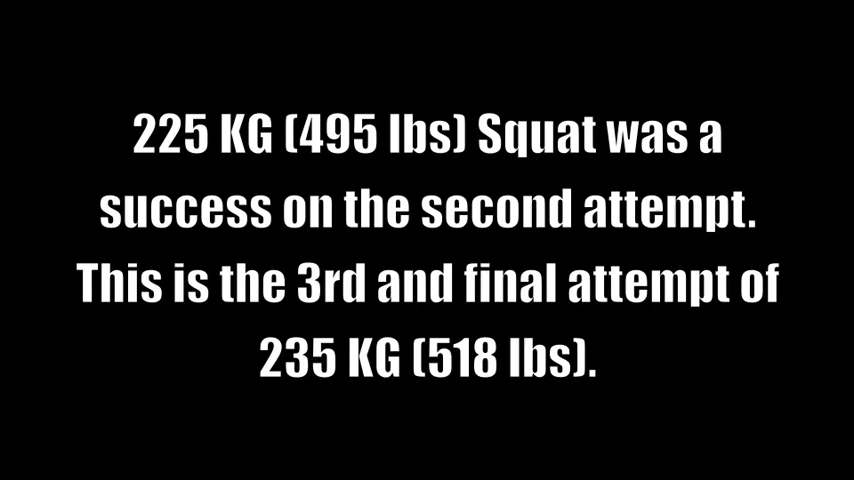 225 KG (495 lbs) Squat was a
success on the second attempt.
This is the 3rd and final attempt of
235 KG (518 lbs).